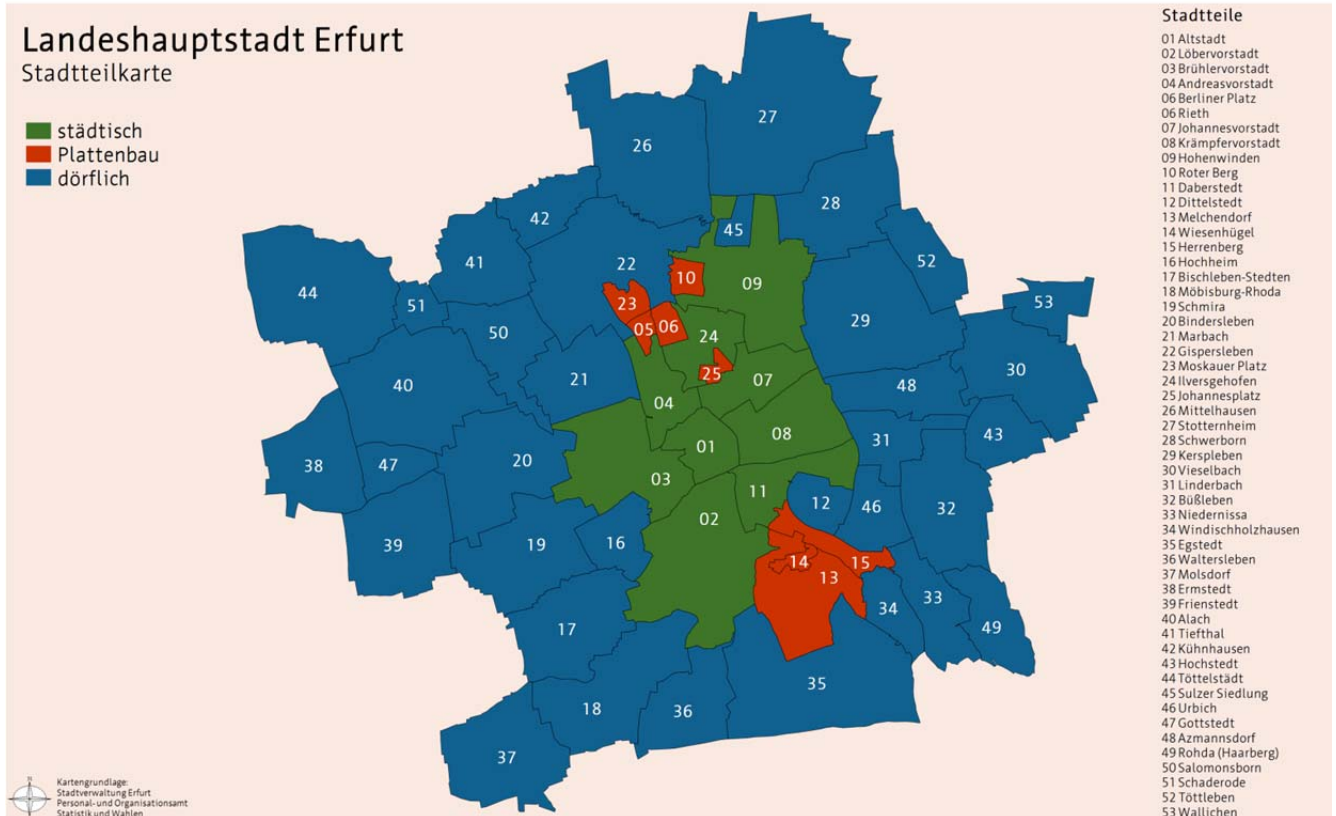 Landeshauptstadt Erfurt
Stadtteilkarte
städtisch
Plattenbau
dörflich
Stadtteile
01 Altstadt
02 Löbervorstadt
03 Brühlervorstadt
04 Andreasvorstadt
06 Berliner Platz
06 Rieth
07 Johannesvorstadt
08 Krämpfervorstadt
09 Hohenwinden
10 Roter Berg
11 Daberstedt
12 Dittelstedt
13 Melchendorf
14 Wiesenhügel
15 Herrenberg
16 Hochheim
17 Bischleben-Stedten
18 Möbisburg-Rhoda
19 Schmira
20 Bindersleben
21 Marbach
22 Gispersleben
23 Moskauer Platz
24 Ilversgehofen
25 Johannesplatz
26 Mittelhausen
27 Stotternheim
28 Schwerborn
29 Kerspleben
30 Vieselbach
31 Linderbach
32 Büßleben
33 Niedernissa
34 Windischholzhausen
35 Egstedt
36 Waltersleben
37 Molsdorf
38 Ermstedt
39 Frienstedt
40 Alach
41 Tiefthal
42 Kühnhausen
43 Hochstedt
44 Töttelstädt
45 Sulzer Siedlung
46 Urbich
47 Gottstedt
48 Azmannsdorf
49 Rohda (Haarberg)
50 Salomonsborn
51 Schaderode
52 Töttleben
53 Wallichen
27
26
28
42
45
52
41
22
10
09
44
51
23
53
50
05
06
24
29
30
21
25
07
40
48
04
08
43
01
31
38
47
20
03
11
02
12
46
32
39
19
16
14
15
13
34
33
49
17
35
18
36
37
N
Kartengrundlage:
Stadtverwaltung Erfurt
Personal- und Organisationsamt
Statistik und Wahlen